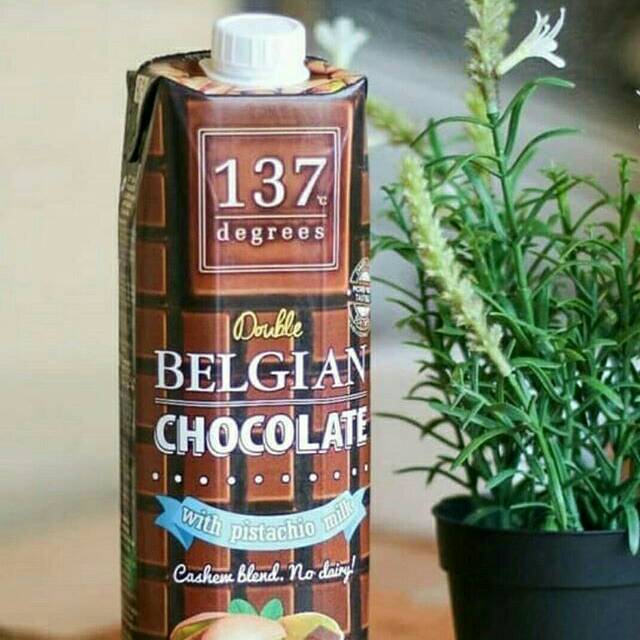 137
°c
degrees
Double
BELGIAN
CHOCOLATE
with pistachio milk
Cashew blend. No dairy!